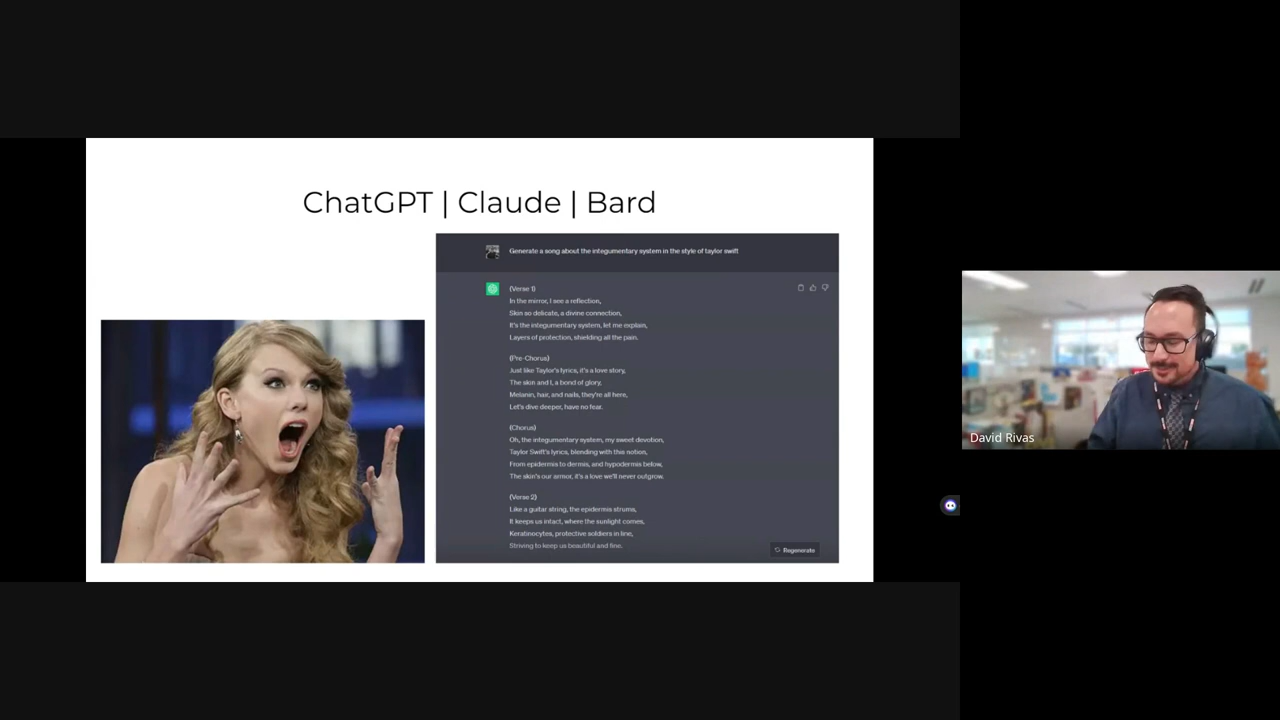 ChatGPT | Claude | Bard
Generate a song about the integumentary system in the style of taylor swift
(Verse 1)
In the mirror, I see a reflection,
Skin so delicate, a divine connection,
It's the integumentary system, let me explain,
Layers of protection, shielding all the pain.
(Pre-Chorus)
Just like Taylor's lyrics, it's a love story,
The skin and I, a bond of glory,
Melanin, hair, and nails, they're all here,
Let's dive deeper, have no fear.
(Chorus)
Oh, the integumentary system, my sweet devotion,
Taylor Swift's lyrics, blending with this notion,
From epidermis to dermis, and hypodermis below,
The skin's our armor, it's a love we'll never outgrow.
(Verse 2)
Like a guitar string, the epidermis strums,
It keeps us intact, where the sunlight comes,
Keratinocytes, protective soldiers in line,
Striving to keep us beautiful and fine.
Regenerate
David Rivas